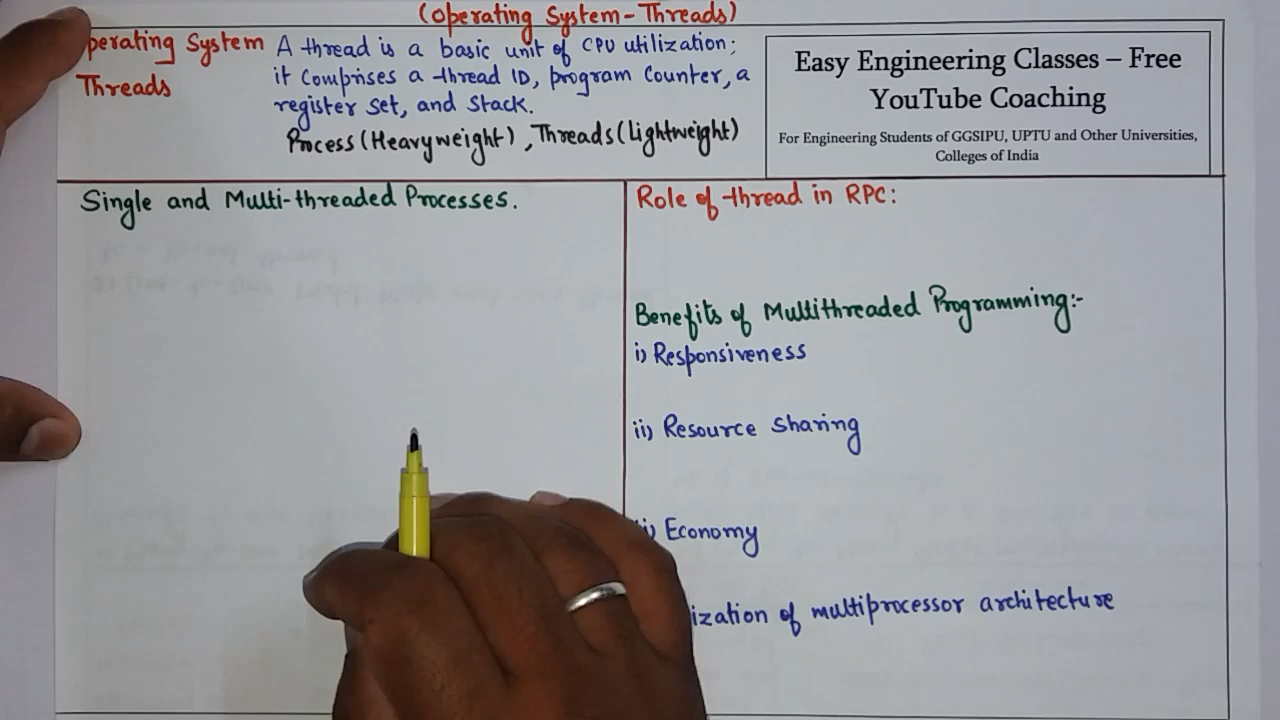 (Operating System-Threads)
perating System
Threads
A thread is a basic unit of CPU utilization;
it comprises a thread ID, program counter, a
register set, and stack.
Process (Heavyweight), Threads (Lightweight)
Easy Engineering Classes – Free
YouTube Coaching
For Engineering Students of GGSIPU, UPTU and Other Universities,
Colleges of India
Single and Multi-threaded Processes.
Role of thread in RPC:
Benefits of Multithreaded Programming:-
i) Responsiveness
ii) Resource Sharing
i) Economy
ization of multiprocessor architecture